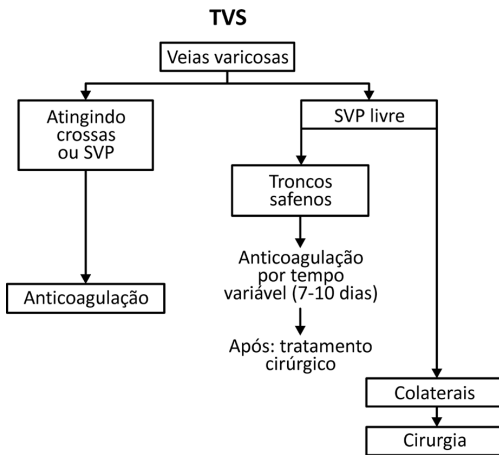 TVS
Veias varicosas
Atingindo
crossas
ou SVP
SVP livre
Troncos
safenos
Anticoagulação
por tempo
variável (7-10 dias)
Anticoagulação
Após: tratamento
cirúrgico
Colaterais
Cirurgia